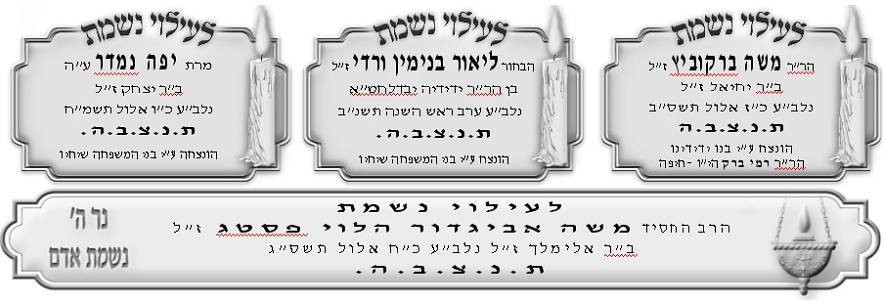 לעילוי נשמת
הר"ר משה ברקוביץ ז"ל
ב"ר יחיאל ז"ל
נלב"ע כ"ז אלול תשס"ב
ת.נ.צ.ב.ה.
הונצח ע"י בנו ידידינו
הר"ר רמי ברק הי"ו - חיפה
לעילוי נשמת
הבחור ליאור בנימין ורדי ז"ל
בן הר"ר ידידיה יבדלחט"א
נלב"ע ערב ראש השנה תשנ"ב
ת.נ.צ.ב.ה.
הונצח ע"י בני המשפחה שיחיו
לעילוי נשמת
מרת יפה נמדר ע"ה
ב"ר יצחק ז"ל
נלב"ע כ"ו אלול תשמ"ח
ת.נ.צ.ב.ה.
הונצחה ע"י בני המשפחה שיחיו
לעילוי נשמת
הרב החסיד משה אביגדור הלוי פסטג ז"ל
ב"ר אלימלך ז"ל נלב"ע כ"ח אלול תשס"ג
ת.נ.צ.ב.ה.
נר ה'
נשמת אדם